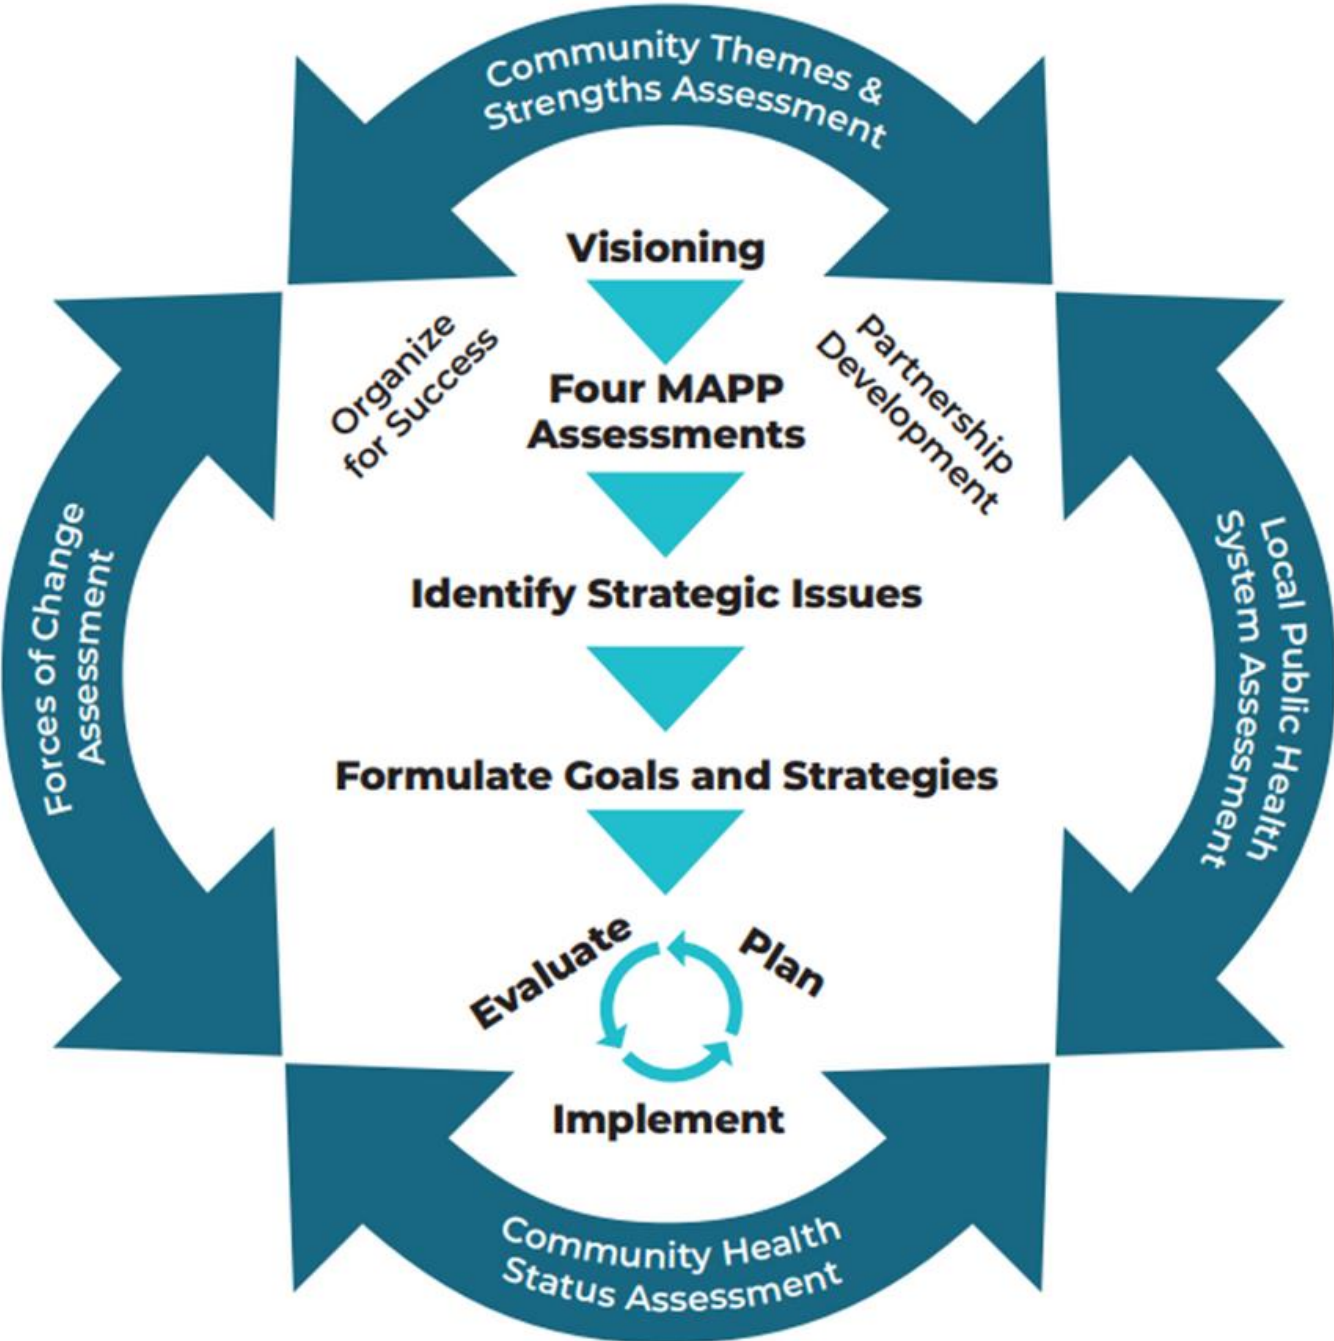 Community Themes &
Strengths Assessment
Visioning
Organize
for Success
Partnership
Development
Four MAPP
Assessments
Identify Strategic Issues
Forces of Change
Assessment
Local Public Health
System Assessment
Formulate Goals and Strategies
Evaluate
Plan
Implement
Community Health
Status Assessment